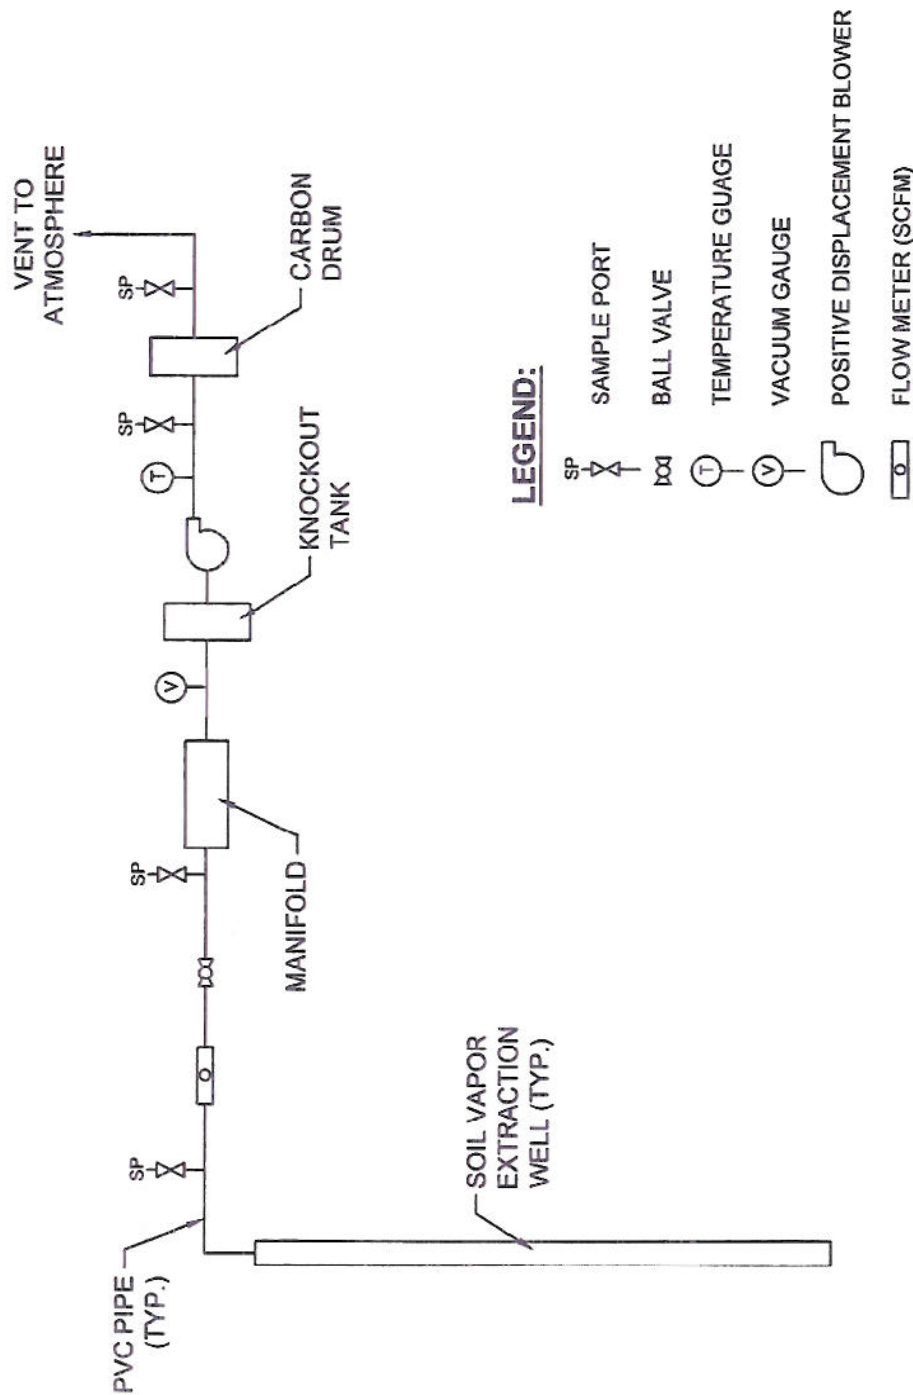 VENT TO
ATMOSPHERE
SP
SP
T
CARBON
DRUM
KNOCKOUT
TANK
V
SP
MANIFOLD
SP
PVC PIPE
(TYP.)
SOIL VAPOR
EXTRACTION
WELL (TYP.)
LEGEND:
SP SAMPLE PORT
BALL VALVE
T TEMPERATURE GUAGE
V VACUUM GAUGE
POSITIVE DISPLACEMENT BLOWER
FLOW METER (SCFM)